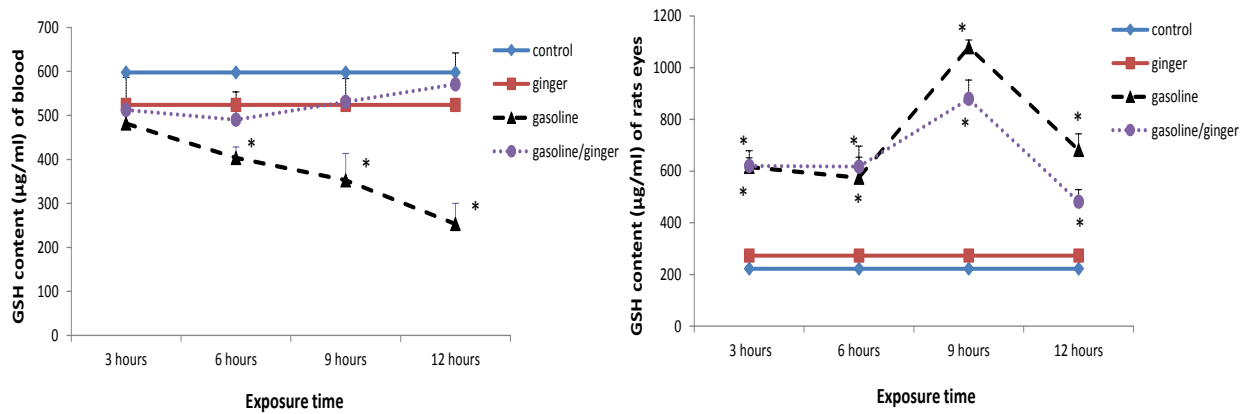 GSH content (µg/ml) of blood
700
600
500
400
300
200
100
0
3 hours 6 hours 9 hours 12 hours
Exposure time
control
ginger
gasoline
gasoline/ginger
*
*
*
GSH content (µg/ml) of rats eyes
1200
1000
800
600
400
200
0
3 hours 6 hours 9 hours 12 hours
Exposure time
control
ginger
gasoline
gasoline/ginger
*
*
*
*
*
*
*
*